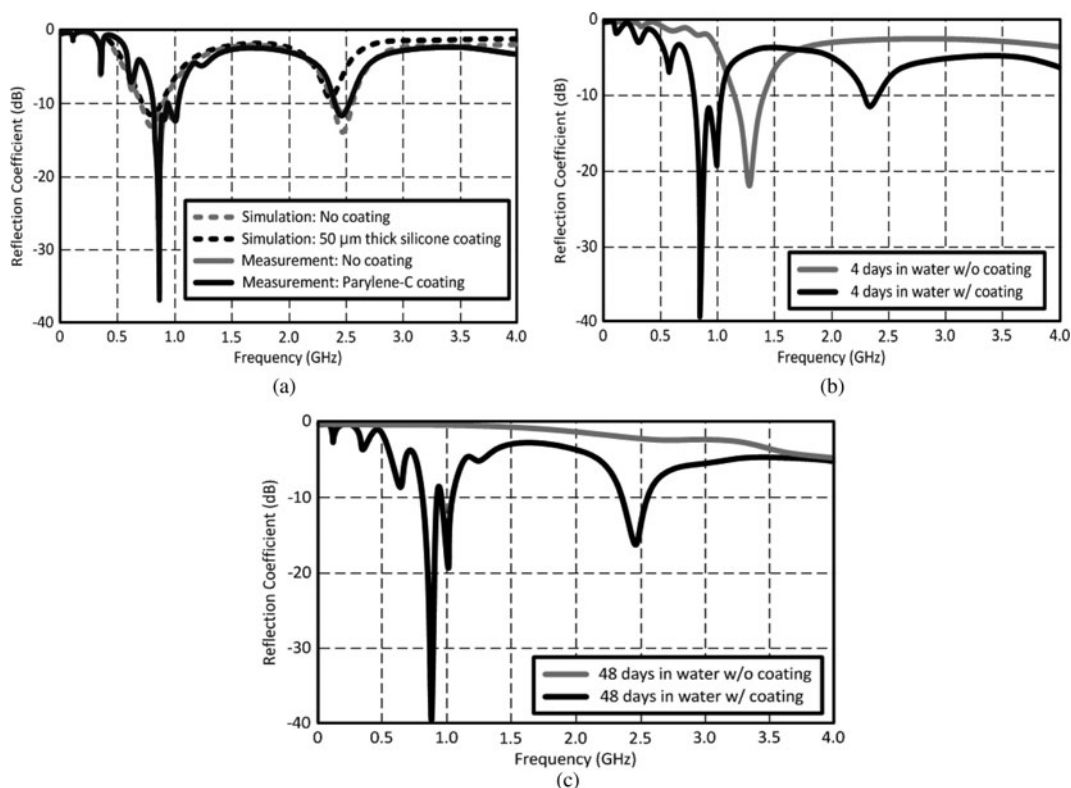 0
-10
-20
-30
-40
Reflection Coefficient (dB)
Simulation: No coating
Simulation: 50 μm thick silicone coating
Measurement: No coating
Measurement: Parylene-C coating
0 0.5 1.0 1.5 2.0 2.5 3.0 3.5 4.0
Frequency (GHz)
(a)
0
-10
-20
-30
-40
Reflection Coefficient (dB)
4 days in water w/o coating
4 days in water w/ coating
0 0.5 1.0 1.5 2.0 2.5 3.0 3.5 4.0
Frequency (GHz)
(b)
0
-10
-20
-30
-40
Reflection Coefficient (dB)
48 days in water w/o coating
48 days in water w/ coating
0 0.5 1.0 1.5 2.0 2.5 3.0 3.5 4.0
Frequency (GHz)
(c)